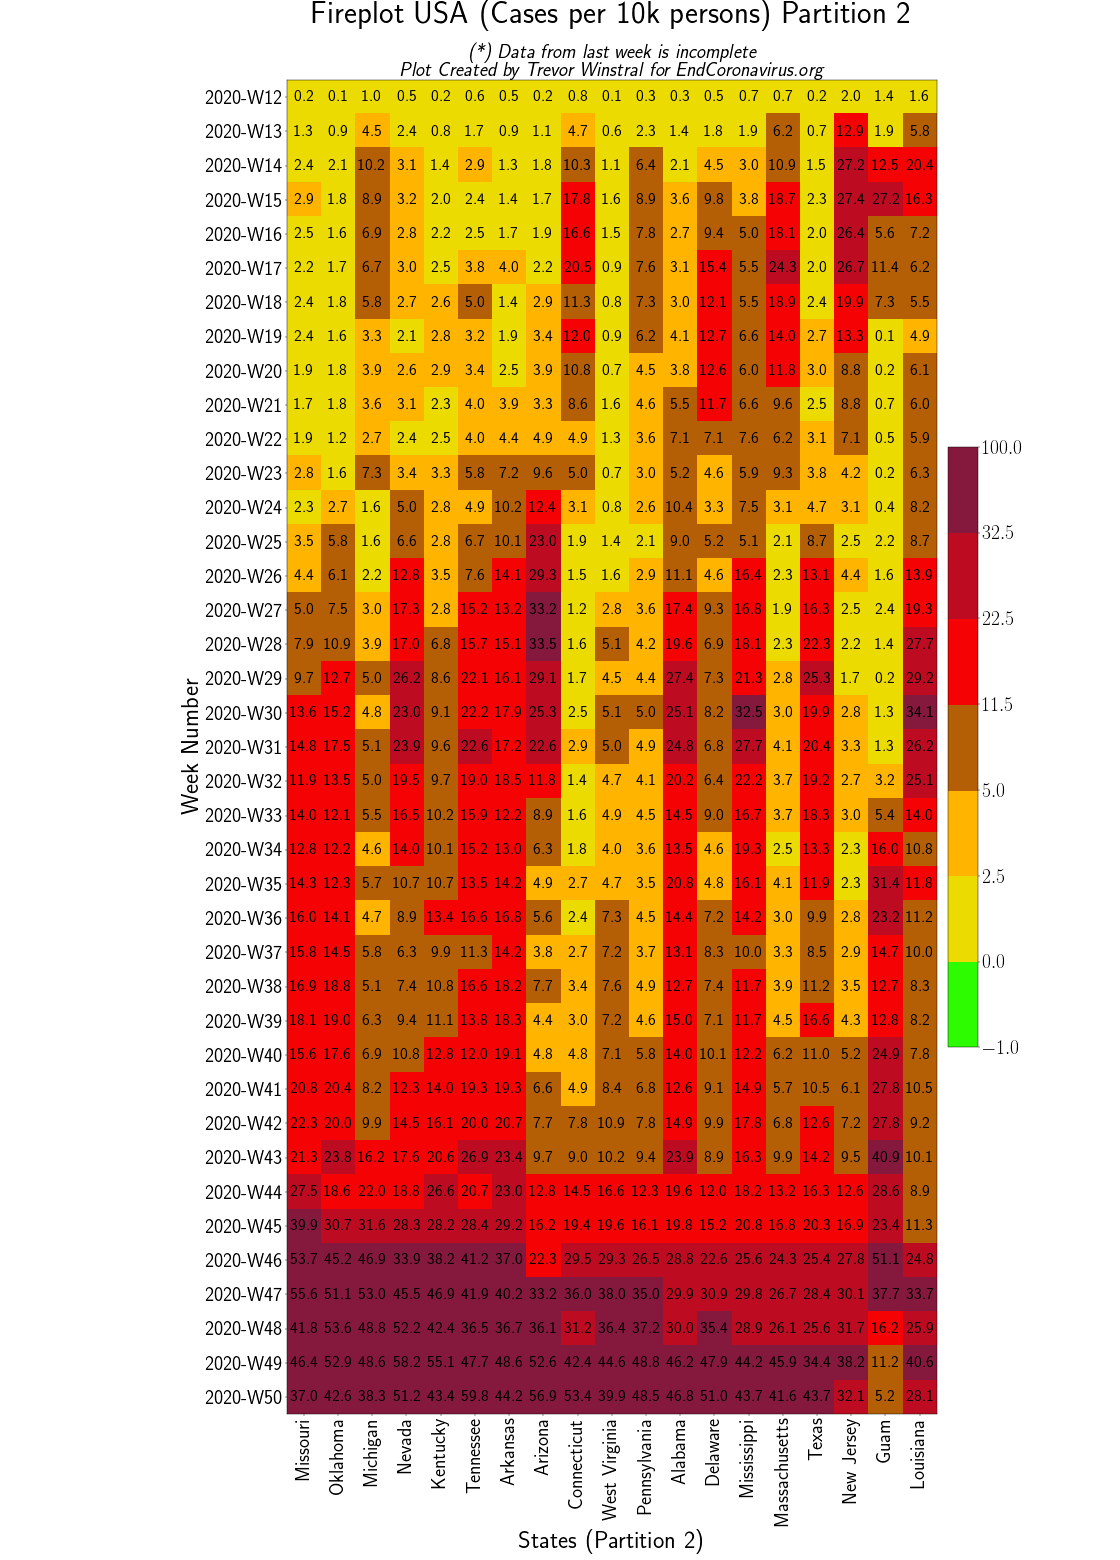 Fireplot USA (Cases per 10k persons) Partition 2
(*) Data from last week is incomplete
Plot Created by Trevor Winstral for EndCoronavirus.org
2020-W12 0.2 0.1 1.0 0.5 0.2 0.6 0.5 0.2 0.8 0.1 0.3 0.3 0.5 0.7 0.7 0.2 2.0 1.4 1.6
2020-W13 1.3 0.9 4.5 2.4 0.8 1.7 0.9 1.1 4.7 0.6 2.3 1.4 1.8 1.9 6.2 0.7 12.9 1.9 5.8
2020-W14 2.4 2.1 10.2 3.1 1.4 2.9 1.3 1.8 10.3 1.1 6.4 2.1 4.5 3.0 10.9 1.5 27.2 12.5 20.4
2020-W15 2.9 1.8 8.9 3.2 2.0 2.4 1.4 1.7 17.8 1.6 8.9 3.6 9.8 3.8 18.7 2.3 27.4 27.2 16.3
2020-W16 2.5 1.6 6.9 2.8 2.2 2.5 1.7 1.9 16.6 1.5 7.8 2.7 9.4 5.0 18.1 2.0 26.4 5.6 7.2
2020-W17 2.2 1.7 6.7 3.0 2.5 3.8 4.0 2.2 20.5 0.9 7.6 3.1 15.4 5.5 24.3 2.0 26.7 11.4 6.2
2020-W18 2.4 1.8 5.8 2.7 2.6 5.0 1.4 2.9 11.3 0.8 7.3 3.0 12.1 5.5 18.9 2.4 19.9 7.3 5.5
2020-W19 2.4 1.6 3.3 2.1 2.8 3.2 1.9 3.4 12.0 0.9 6.2 4.1 12.7 6.6 14.0 2.7 13.3 0.1 4.9
2020-W20 1.9 1.8 3.9 2.6 2.9 3.4 2.5 3.9 10.8 0.7 4.5 3.8 12.6 6.0 11.8 3.0 8.8 0.2 6.1
2020-W21 1.7 1.8 3.6 3.1 2.3 4.0 3.9 3.3 8.6 1.6 4.6 5.5 11.7 6.6 9.6 2.5 8.8 0.7 6.0
2020-W22 1.9 1.2 2.7 2.4 2.5 4.0 4.4 4.9 4.9 1.3 3.6 7.1 7.1 7.6 6.2 3.1 7.1 0.5 5.9
2020-W23 2.8 1.6 7.3 3.4 3.3 5.8 7.2 9.6 5.0 0.7 3.0 5.2 4.6 5.9 9.3 3.8 4.2 0.2 6.3
2020-W24 2.3 2.7 1.6 5.0 2.8 4.9 10.2 12.4 3.1 0.8 2.6 10.4 3.3 7.5 3.1 4.7 3.1 0.4 8.2
2020-W25 3.5 5.8 1.6 6.6 2.8 6.7 10.1 23.0 1.9 1.4 2.1 9.0 5.2 5.1 2.1 8.7 2.5 2.2 8.7
2020-W26 4.4 6.1 2.2 12.8 3.5 7.6 14.1 29.3 1.5 1.6 2.9 11.1 4.6 16.4 2.3 13.1 4.4 1.6 13.9
2020-W27 5.0 7.5 3.0 17.3 2.8 15.2 13.2 33.2 1.2 2.8 3.6 17.4 9.3 16.8 1.9 16.3 2.5 2.4 19.3
2020-W28 7.9 10.9 3.9 17.0 6.8 15.7 15.1 33.5 1.6 5.1 4.2 19.6 6.9 18.1 2.3 22.3 2.2 1.4 27.7
2020-W29 9.7 12.7 5.0 26.2 8.6 22.1 16.1 29.1 1.7 4.5 4.4 27.4 7.3 21.3 2.8 25.3 1.7 0.2 29.2
2020-W30 13.6 15.2 4.8 23.0 9.1 22.2 17.9 25.3 2.5 5.1 5.0 25.1 8.2 32.5 3.0 19.9 2.8 1.3 34.1
2020-W31 14.8 17.5 5.1 23.9 9.6 22.6 17.2 22.6 2.9 5.0 4.9 24.8 6.8 27.7 4.1 20.4 3.3 1.3 26.2
2020-W32 11.9 13.5 5.0 19.5 9.7 19.0 18.5 11.8 1.4 4.7 4.1 20.2 6.4 22.2 3.7 19.2 2.7 3.2 25.1
2020-W33 14.0 12.1 5.5 16.5 10.2 15.9 12.2 8.9 1.6 4.9 4.5 14.5 9.0 16.7 3.7 18.3 3.0 5.4 14.0
2020-W34 12.8 12.2 4.6 14.0 10.1 15.2 13.0 6.3 1.8 4.0 3.6 13.5 4.6 19.3 2.5 13.3 2.3 16.0 10.8
2020-W35 14.3 12.3 5.7 10.7 10.7 13.5 14.2 4.9 2.7 4.7 3.5 20.8 4.8 16.1 4.1 11.9 2.3 31.4 11.8
2020-W36 16.0 14.1 4.7 8.9 13.4 16.6 16.8 5.6 2.4 7.3 4.5 14.4 7.2 14.2 3.0 9.9 2.8 23.2 11.2
2020-W37 15.8 14.5 5.8 6.3 9.9 11.3 14.2 3.8 2.7 7.2 3.7 13.1 8.3 10.0 3.3 8.5 2.9 14.7 10.0
2020-W38 16.9 18.8 5.1 7.4 10.8 16.6 18.2 7.7 3.4 7.6 4.9 12.7 7.4 11.7 3.9 11.2 3.5 12.7 8.3
2020-W39 18.1 19.0 6.3 9.4 11.1 13.8 18.3 4.4 3.0 7.2 4.6 15.0 7.1 11.7 4.5 16.6 4.3 12.8 8.2
2020-W40 15.6 17.6 6.9 10.8 12.8 12.0 19.1 4.8 4.8 7.1 5.8 14.0 10.1 12.2 6.2 11.0 5.2 24.9 7.8
2020-W41 20.8 20.4 8.2 12.3 14.0 19.3 19.3 6.6 4.9 8.4 6.8 12.6 9.1 14.9 5.7 10.5 6.1 27.8 10.5
2020-W42 22.3 20.0 9.9 14.5 16.1 20.0 20.7 7.7 7.8 10.9 7.8 14.9 9.9 17.8 6.8 12.6 7.2 27.8 9.2
2020-W43 21.3 23.8 16.2 17.6 20.6 26.9 23.4 9.7 9.0 10.2 9.4 23.9 8.9 16.3 9.9 14.2 9.5 40.9 10.1
2020-W44 27.5 18.6 22.0 18.8 26.6 20.7 23.0 12.8 14.5 16.6 12.3 19.6 12.0 18.2 13.2 16.3 12.6 28.6 8.9
2020-W45 39.9 30.7 31.6 28.3 28.2 28.4 29.2 16.2 19.4 19.6 16.1 19.8 15.2 20.8 16.8 20.3 16.9 23.4 11.3
2020-W46 53.7 45.2 46.9 33.9 38.2 41.2 37.0 22.3 29.5 29.3 26.5 28.8 22.6 25.6 24.3 25.4 27.8 51.1 24.8
2020-W47 55.6 51.1 53.0 45.5 46.9 41.9 40.2 33.2 36.0 38.0 35.0 29.9 30.9 29.8 26.7 28.4 30.1 37.7 33.7
2020-W48 41.8 53.6 48.8 52.2 42.4 36.5 36.7 36.1 31.2 36.4 37.2 30.0 35.4 28.9 26.1 25.6 31.7 16.2 25.9
2020-W49 46.4 52.9 48.6 58.2 55.1 47.7 48.6 52.6 42.4 44.6 48.8 46.2 47.9 44.2 45.9 34.4 38.2 11.2 40.6
2020-W50 37.0 42.6 38.3 51.2 43.4 59.8 44.2 56.9 53.4 39.9 48.5 46.8 51.0 43.7 41.6 43.7 32.1 5.2 28.1
Week Number
Missouri
Oklahoma
Michigan
Nevada
Kentucky
Tennessee
Arkansas
Arizona
Connecticut
West Virginia
Pennsylvania
Alabama
Delaware
Mississippi
Massachusetts
Texas
New Jersey
Guam
Louisiana
States (Partition 2)
100.0
32.5
22.5
11.5
5.0
2.5
0.0
−1.0